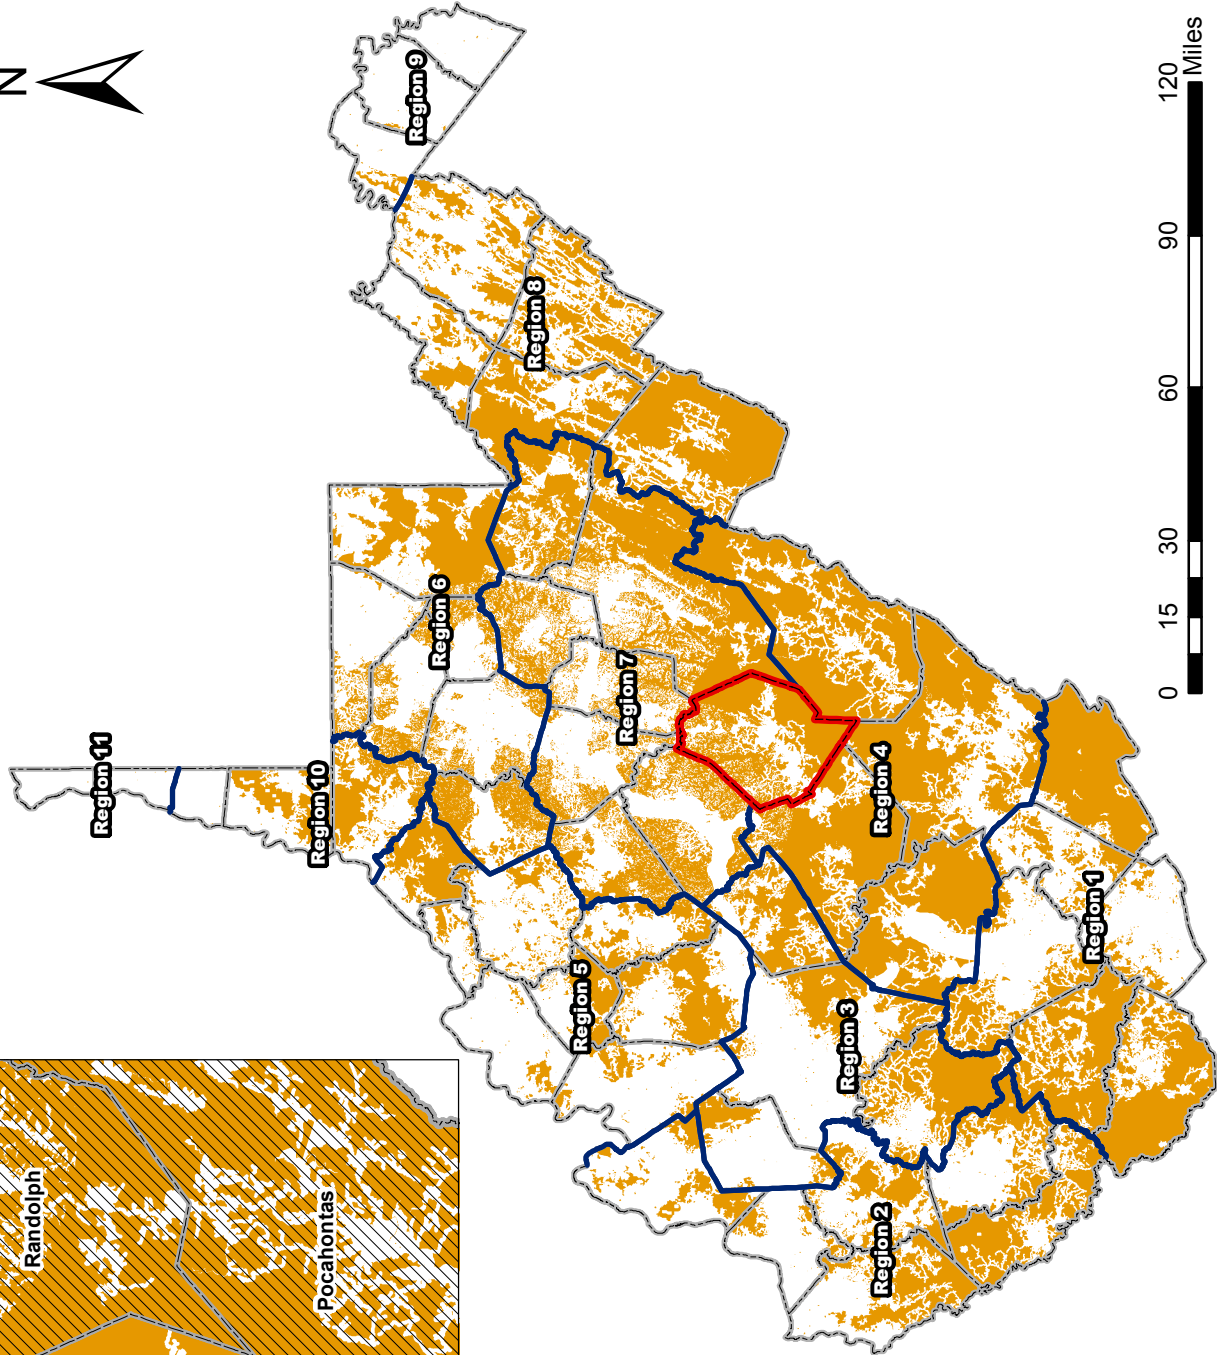 N
Region 9
Region 11
Region 10
Region 8
Region 6
Region 7
Region 5
Region 4
Region 3
Region 1
Region 2
Randolph
Pocahontas
0 15 30 60 90 120
Miles